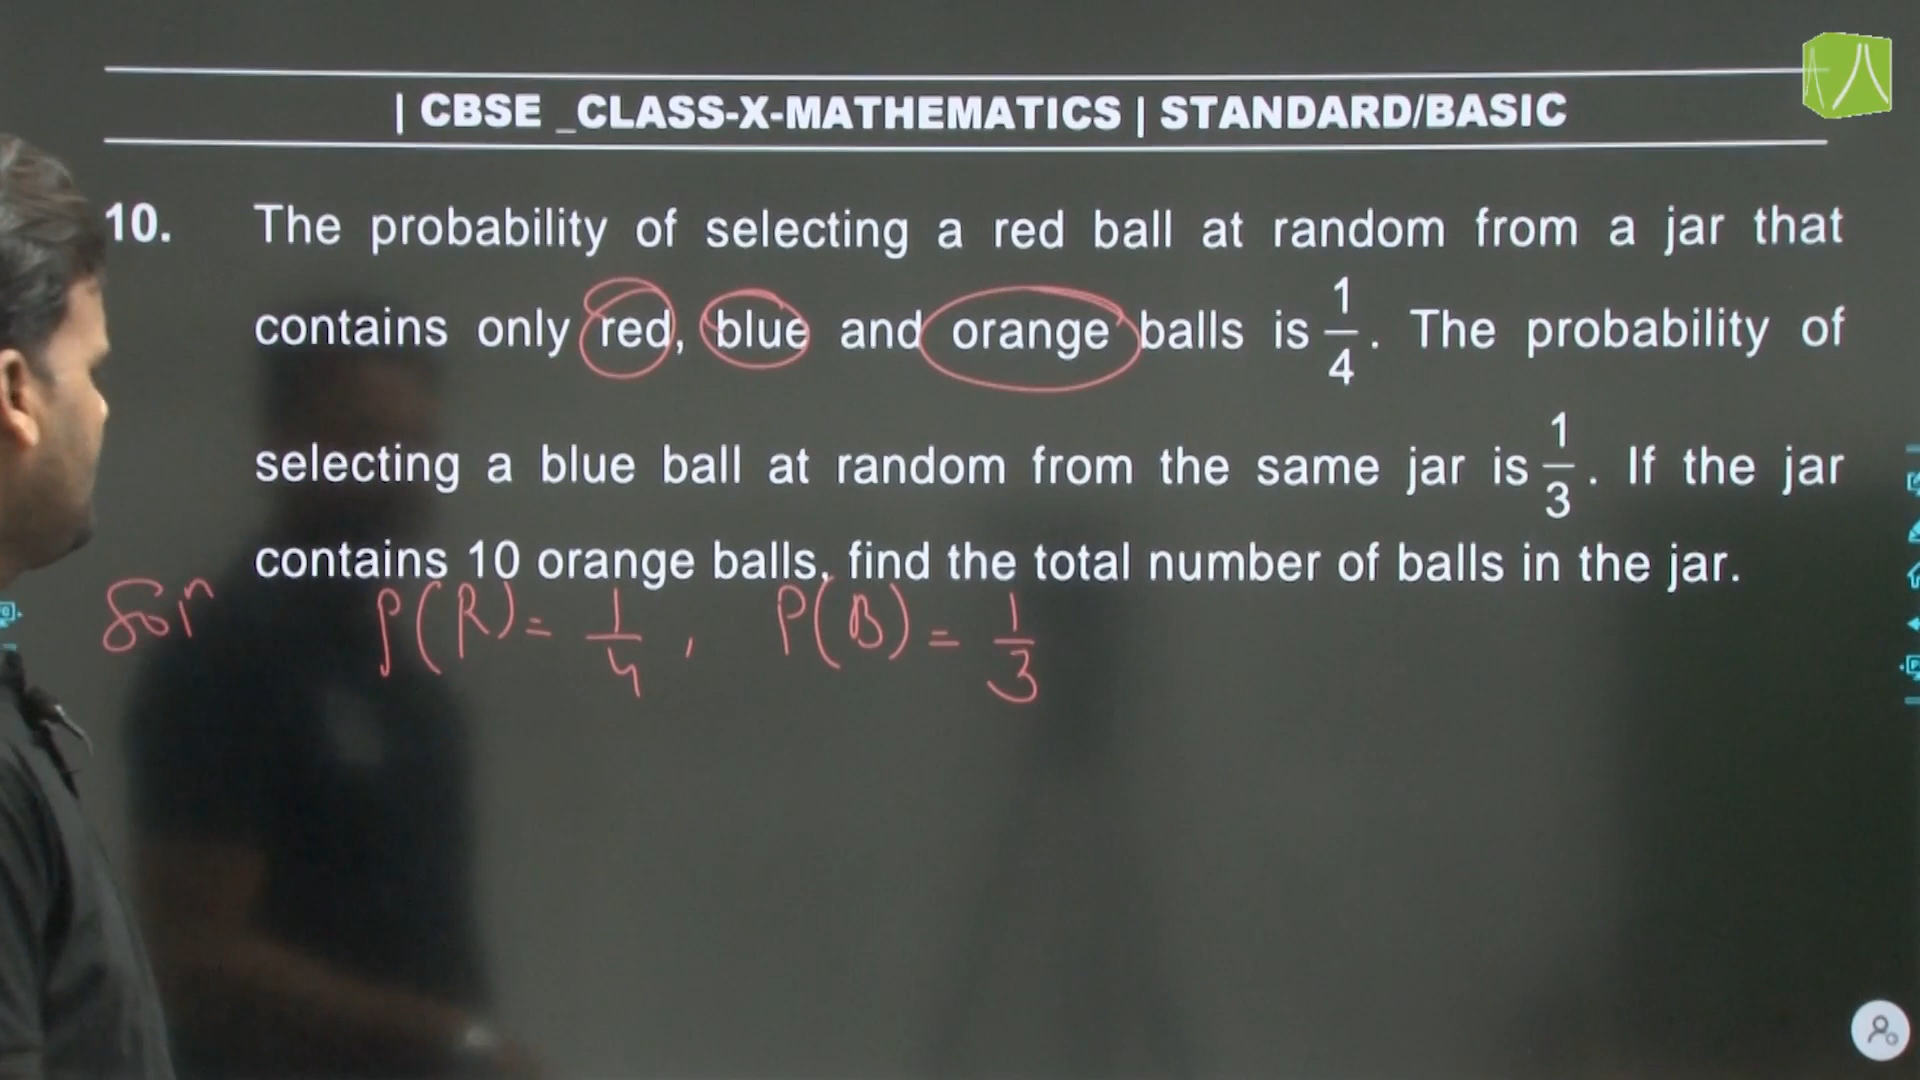 | CBSE _CLASS-X-MATHEMATICS | STANDARD/BASIC
10. The probability of selecting a red ball at random from a jar that
contains only red, blue and orange balls is 1/4. The probability of
selecting a blue ball at random from the same jar is 1/3. If the jar
contains 10 orange balls, find the total number of balls in the jar.
Solⁿ P(R) = 1/4, P(B) = 1/3